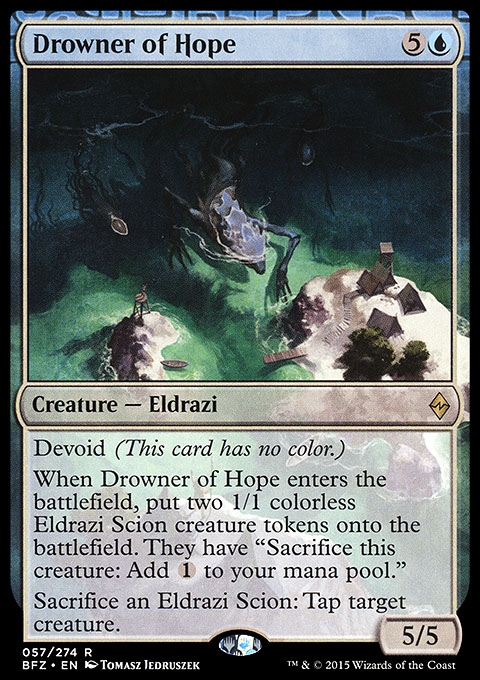 Drowner of Hope 5
Creature — Eldrazi
Devoid (This card has no color.)
When Drowner of Hope enters the
battlefield, put two 1/1 colorless
Eldrazi Scion creature tokens onto the
battlefield. They have “Sacrifice this
creature: Add 1 to your mana pool.”
Sacrifice an Eldrazi Scion: Tap target
creature.
5/5
057/274 R
BFZ • EN Tomasz Jedruszek
™ & © 2015 Wizards of the Coast